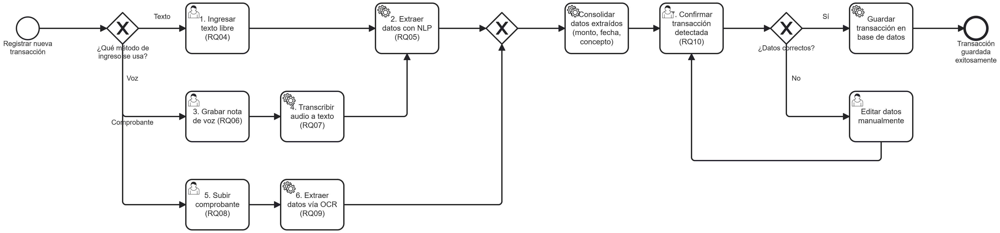 Registrar nueva
transacción
¿Qué método de
ingreso se usa?
Texto
1. Ingresar
texto libre
(RQ04)
2. Extraer
datos con NLP
(RQ05)
Consolidar
datos extraídos
(monto, fecha,
concepto)
. Confirmar
transacción
detectada
(RQ10)
¿Datos correctos?
Sí
Guardar
transacción en
base de datos
Transacción
guardada
exitosamente
Voz
3. Grabar nota
de voz (RQ06)
4. Transcribir
audio a texto
(RQ07)
No
Editar datos
manualmente
Comprobante
5. Subir
comprobante
(RQ08)
6. Extraer
datos vía OCR
(RQ09)